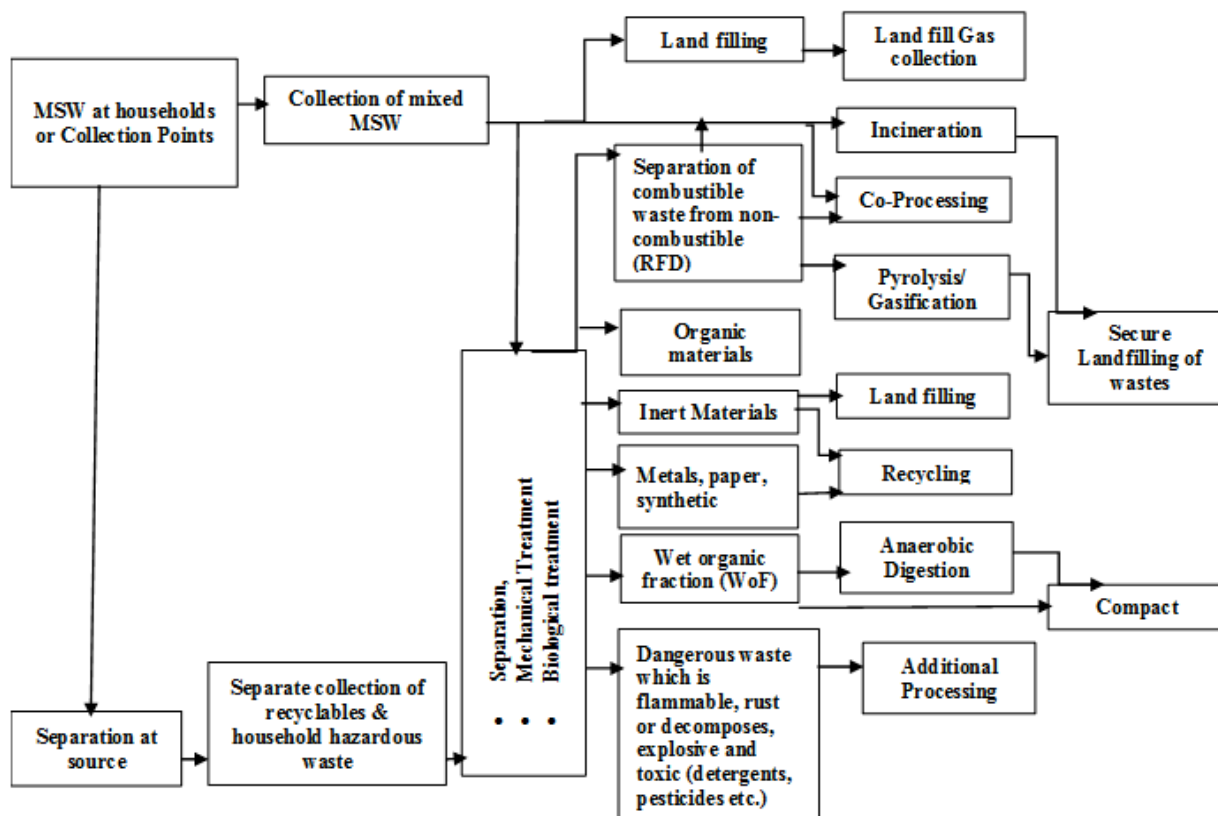 Land filling
Land fill Gas
collection
MSW at households
or Collection Points
Collection of mixed
MSW
Incineration
Separation of
combustible
waste from non-
combustible
(RFD)
Co-Processing
Pyrolysis/
Gasification
Secure
Landfilling of
wastes
Organic
materials
Inert Materials
Land filling
Metals, paper,
synthetic
Recycling
Wet organic
fraction (WoF)
Anaerobic
Digestion
Compact
• Separation,
• Mechanical Treatment
• Biological treatment
Dangerous waste
which is
flammable, rust
or decomposes,
explosive and
toxic (detergents,
pesticides etc.)
Additional
Processing
Separate collection of
recyclables &
household hazardous
waste
Separation at
source